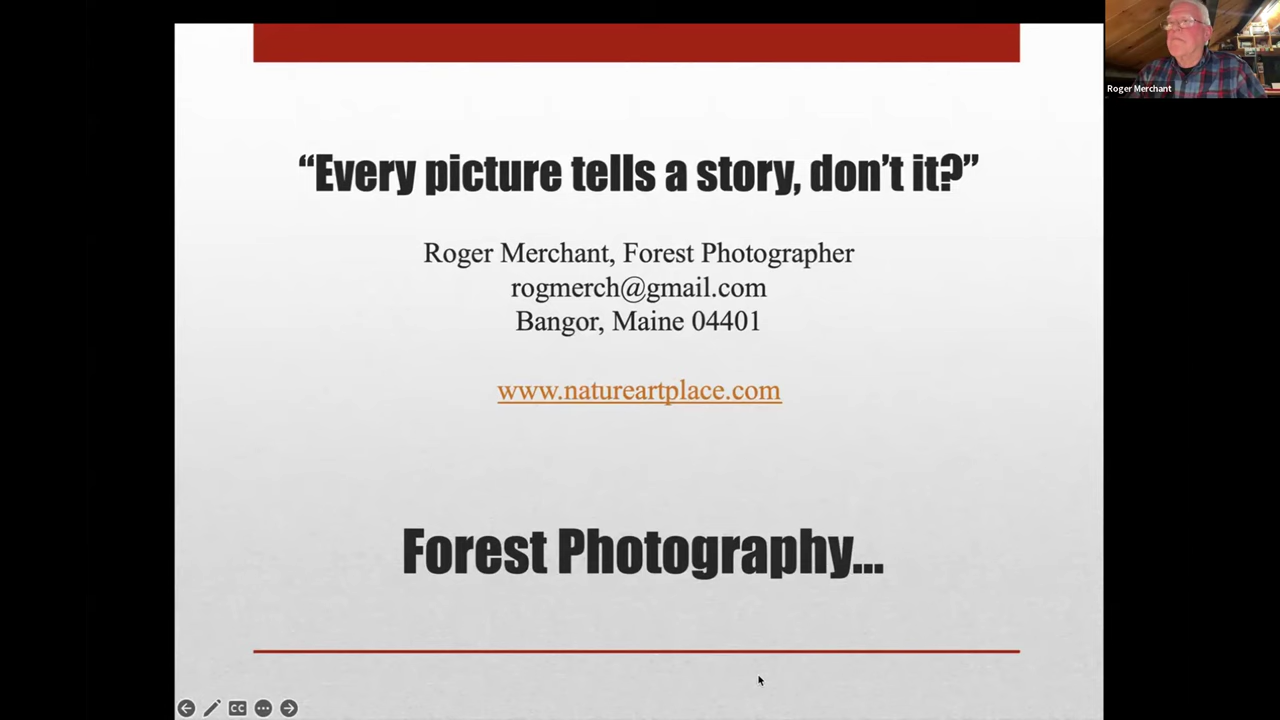 Roger Merchant
“Every picture tells a story, don’t it?”
Roger Merchant, Forest Photographer
rogmerch@gmail.com
Bangor, Maine 04401
www.natureartplace.com
Forest Photography...
CC